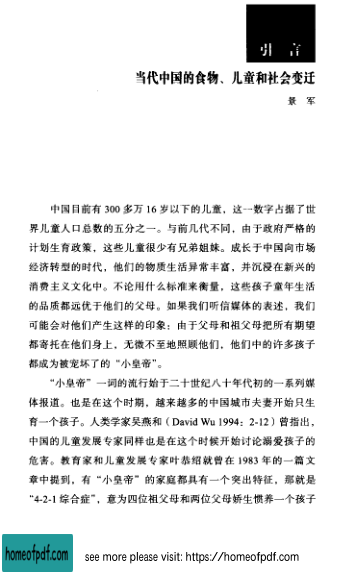 引 言
当代中国的食物、儿童和社会变迁
景 军
中国目前有 300 多万 16 岁以下的儿童，这一数字占据了世
界儿童人口总数的五分之一。与前几代不同，由于政府严格的
计划生育政策，这些儿童很少有兄弟姐妹。成长于中国向市场
经济转型的时代，他们的物质生活异常丰富，并沉浸在新兴的
消费主义文化中。不论用什么标准来衡量，这些孩子童年生活
的品质都远优于他们的父母。如果我们听信媒体的表述，我们
可能会对他们产生这样的印象：由于父母和祖父母把所有期望
都寄托在他们身上，无微不至地照顾他们，他们中的许多孩子
都成为被宠坏了的“小皇帝”。
“小皇帝”一词的流行始于二十世纪八十年代初的一系列媒
体报道。也是在这个时期，越来越多的中国城市夫妻开始只生
育一个孩子。人类学家吴燕和（David Wu 1994：2-12）曾指出，
中国的儿童发展专家同样也是在这个时候开始讨论溺爱孩子的
危害。教育家和儿童发展专家叶恭绍就曾在 1983 年的一篇文
章中提到，有“小皇帝”的家庭都具有一个突出特征，那就是
“4-2-1 综合症”，意为四位祖父母和两位父母娇生惯养一个孩子
homeofpdf.com
see more please visit: https://homeofpdf.com